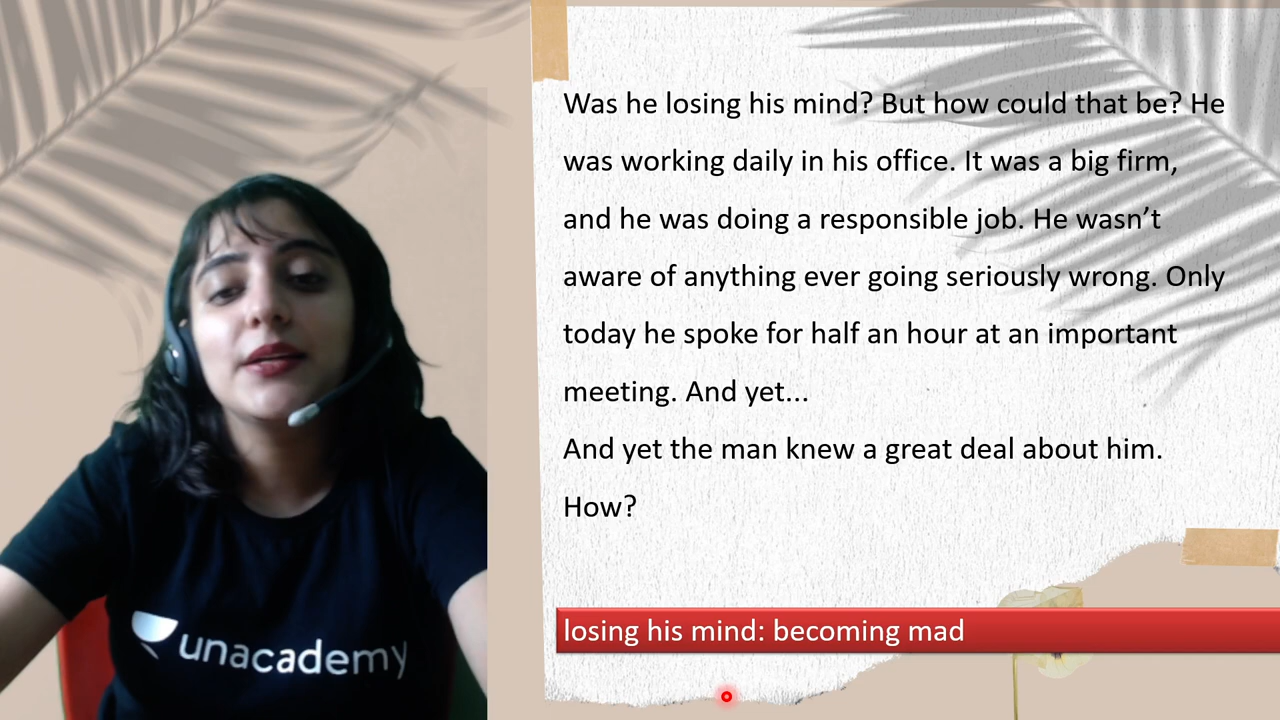 Was he losing his mind? But how could that be? He
was working daily in his office. It was a big firm,
and he was doing a responsible job. He wasn’t
aware of anything ever going seriously wrong. Only
today he spoke for half an hour at an important
meeting. And yet...
And yet the man knew a great deal about him.
How?
losing his mind: becoming mad
unacademy